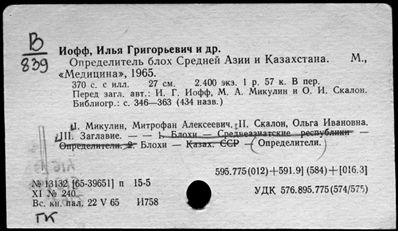 В
839
Иофф, Илья Григорьевич и др.
Определитель блох Средней Азии и Казахстана. М.,
«Медицина», 1965.
370 с. с илл. 27 см. 2.400 экз. 1 р. 57 к. В пер.
Перед загл. авт.: И. Г. Иофф, М. А. Микулин и О. И. Скалон.
Библиогр.: с. 346—363 (434 назв.)
I. Микулин, Митрофан Алексеевич. II. Скалон, Ольга Ивановна.
III. Заглавие. — — 1. Блохи — Среднеазиатские республики —
Определители. 2. Блохи — Казах. ССР — Определители.
595.775(012)+591.9] (584)+[016.3]
№ 13132 [65-39651] п 15-5
XI № 240
УДК 576.895.775(574/575)
Вс. кн. пал. 22 V 65 И758
ГК